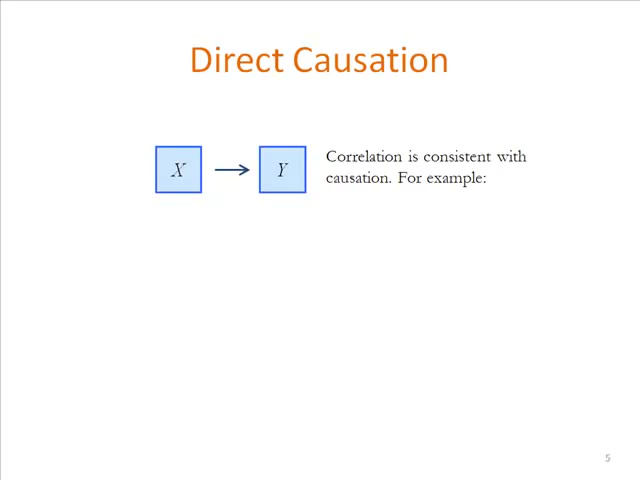 Direct Causation
X
Y
Correlation is consistent with
causation. For example:
5